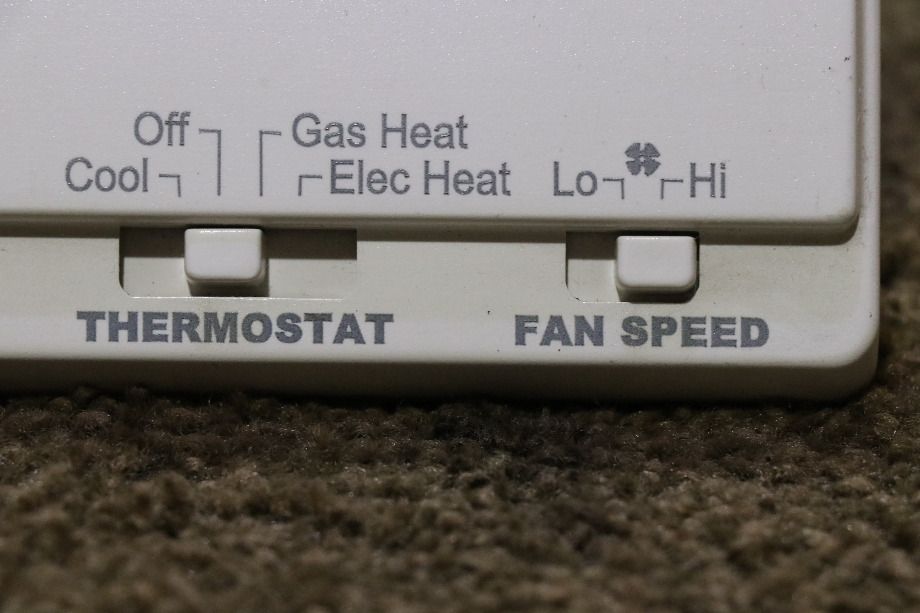 Off Gas Heat
Cool Elec Heat Lo Hi
THERMOSTAT FAN SPEED